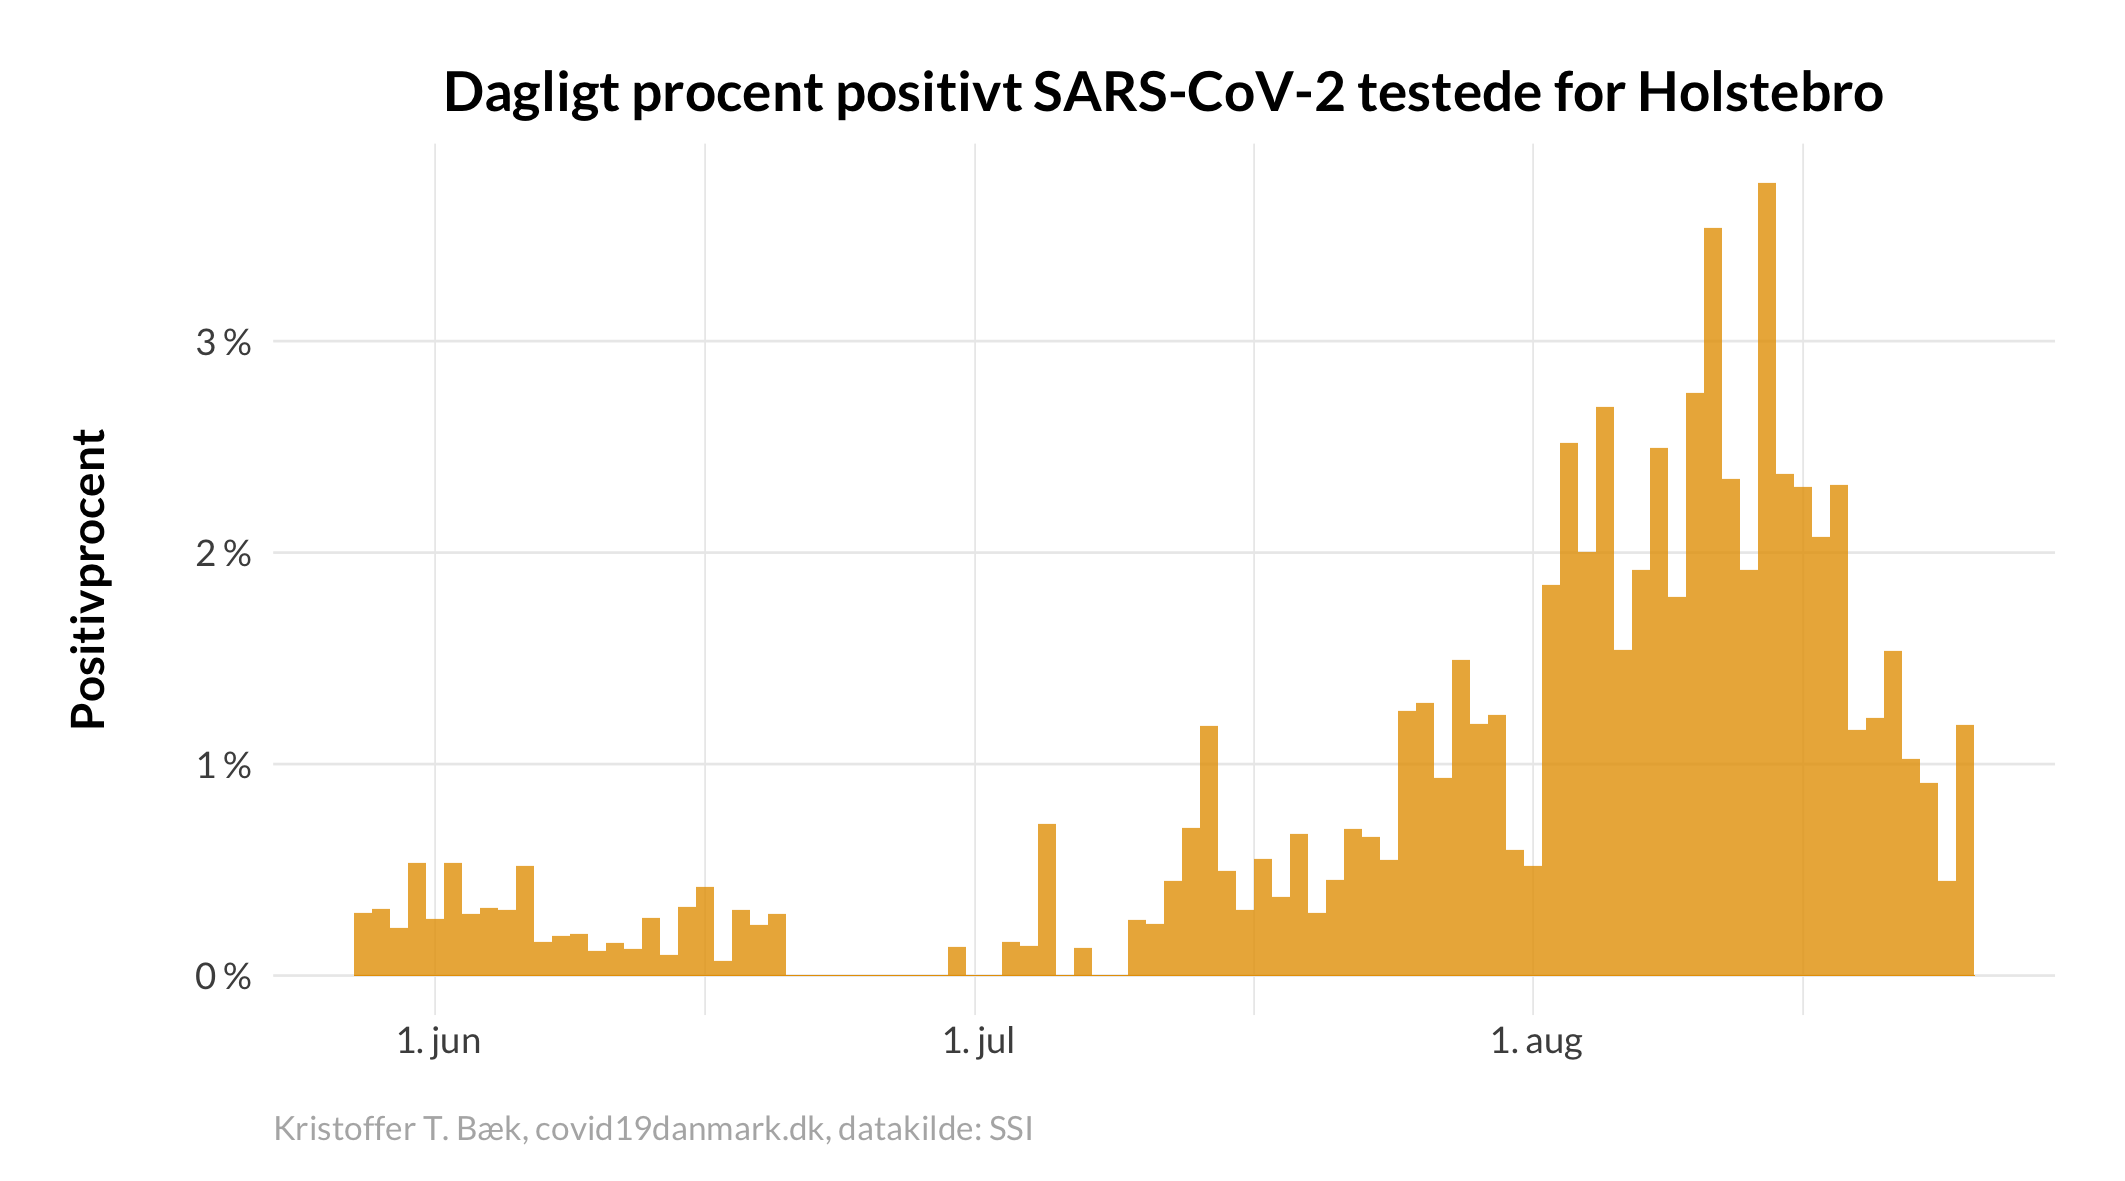 Dagligt procent positivt SARS-CoV-2 testede for Holstebro
Positivprocent
3 %
2 %
1 %
0 %
1. jun
1. jul
1. aug
Kristoffer T. Bæk, covid19danmark.dk, datakilde: SSI